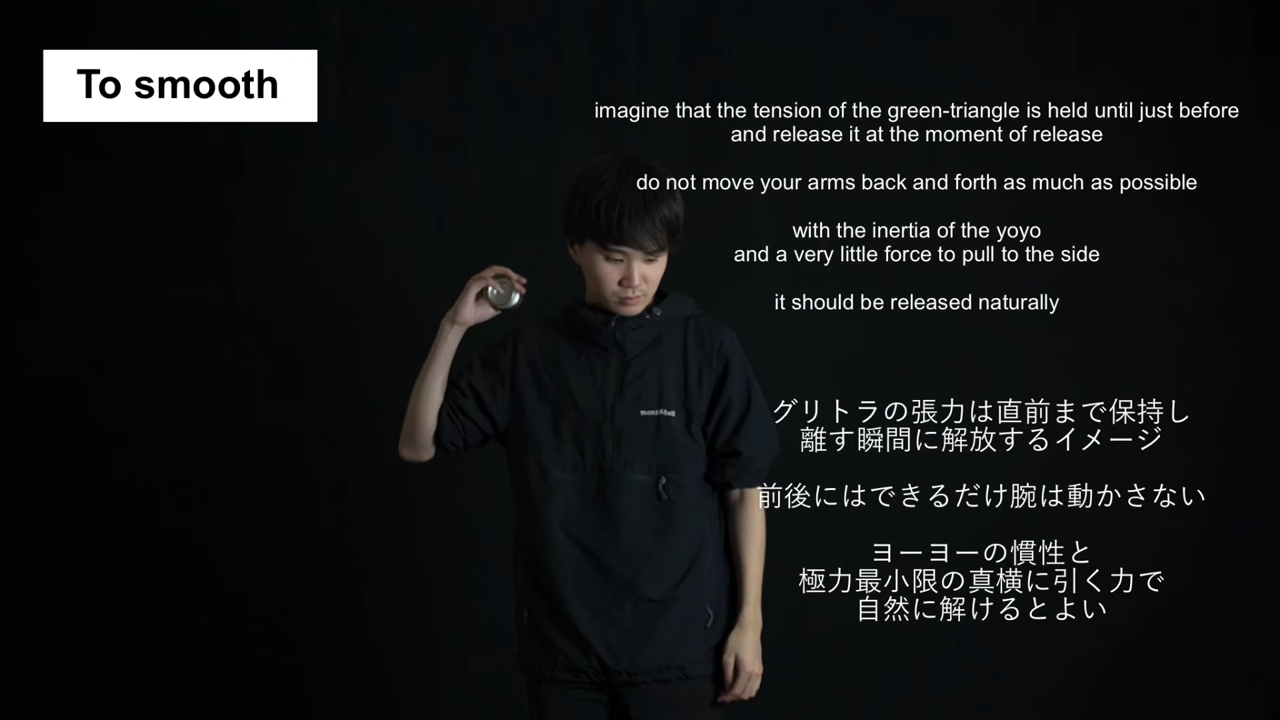 To smooth
imagine that the tension of the green-triangle is held until just before
and release it at the moment of release
do not move your arms back and forth as much as possible
with the inertia of the yoyo
and a very little force to pull to the side
it should be released naturally
グリトラの張力は直前まで保持し
離す瞬間に解放するイメージ
前後にはできるだけ腕は動かさない
ヨーヨーの慣性と
極力最小限の真横に引く力で
自然に解けるとよい